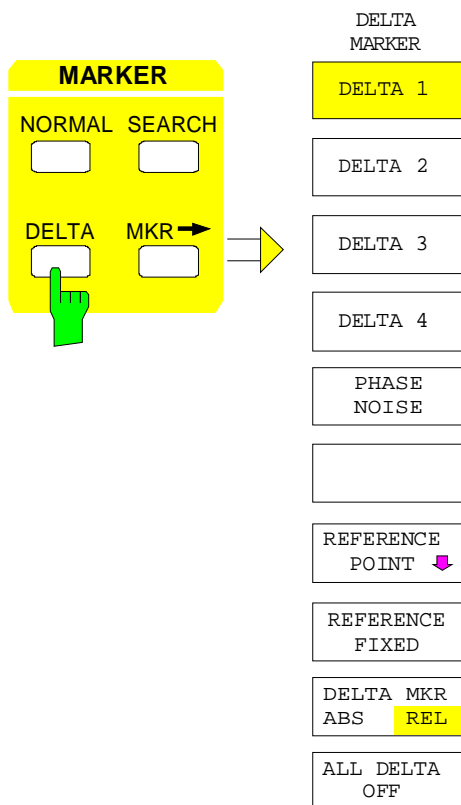 MARKER
NORMAL SEARCH
DELTA MKR
DELTA
MARKER
DELTA 1
DELTA 2
DELTA 3
DELTA 4
PHASE
NOISE
REFERENCE
POINT
REFERENCE
FIXED
DELTA MKR
ABS REL
ALL DELTA
OFF